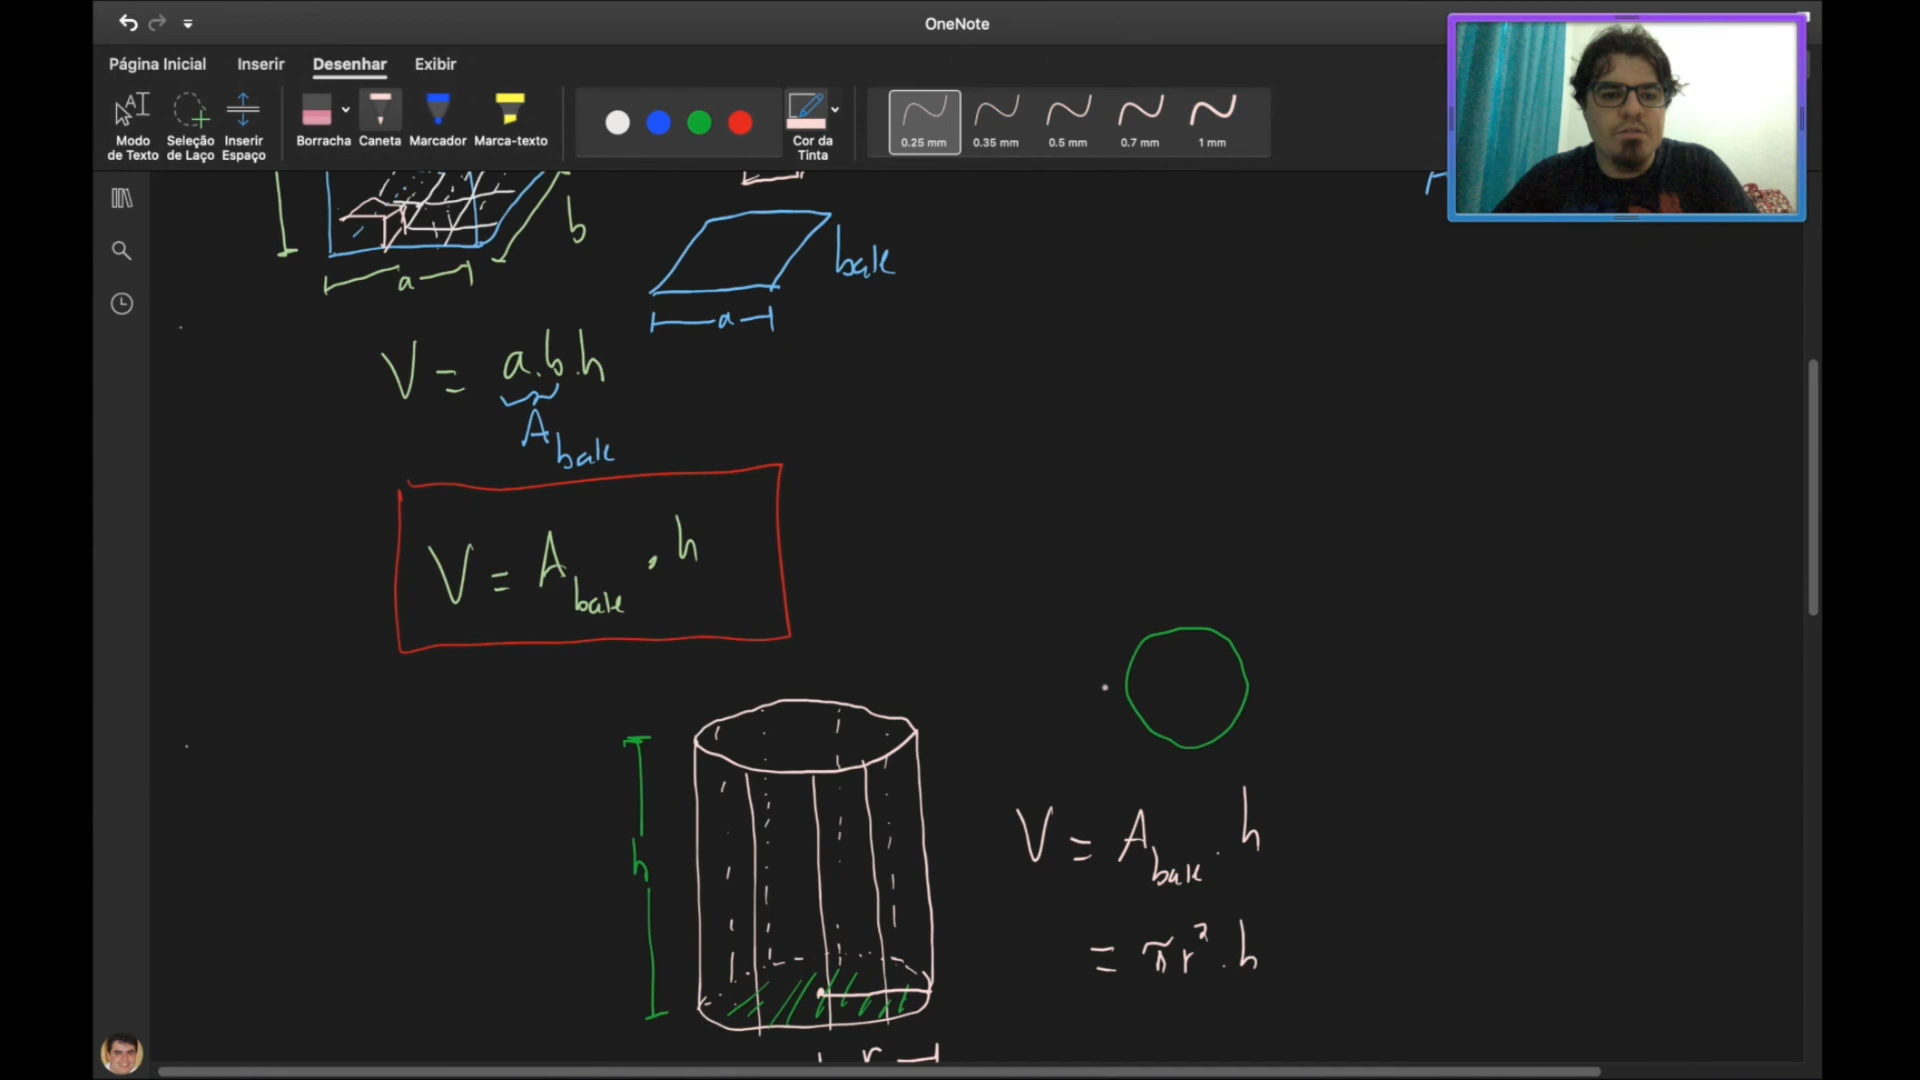 OneNote
Página Inicial Inserir Desenhar Exibir
Modo de Texto
Seleção de Laço
Inserir Espaço
Borracha
Caneta
Marcador
Marca-texto
Cor da Tinta
0.25 mm
0.35 mm
0.5 mm
0.7 mm
1 mm
b
a
base
a
V = a.b.h
A base
V = A base . h
h
V = A base . h
= πr² . h
r